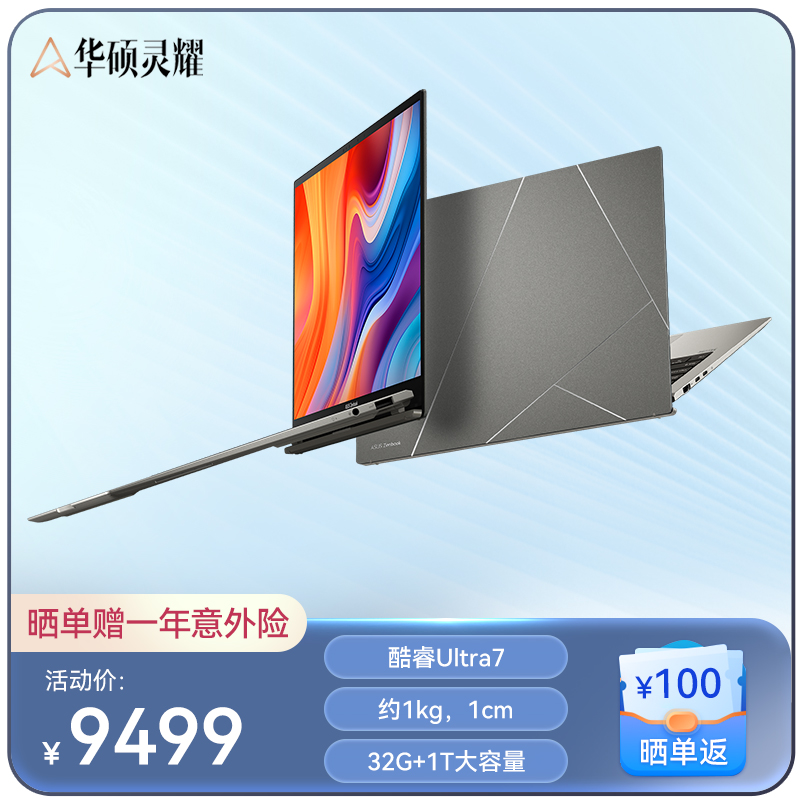 华硕灵耀
ASUS Zenbook
晒单赠一年意外险
活动价:
¥9499
酷睿Ultra7
约1kg，1cm
32G+1T大容量
¥100
晒单返